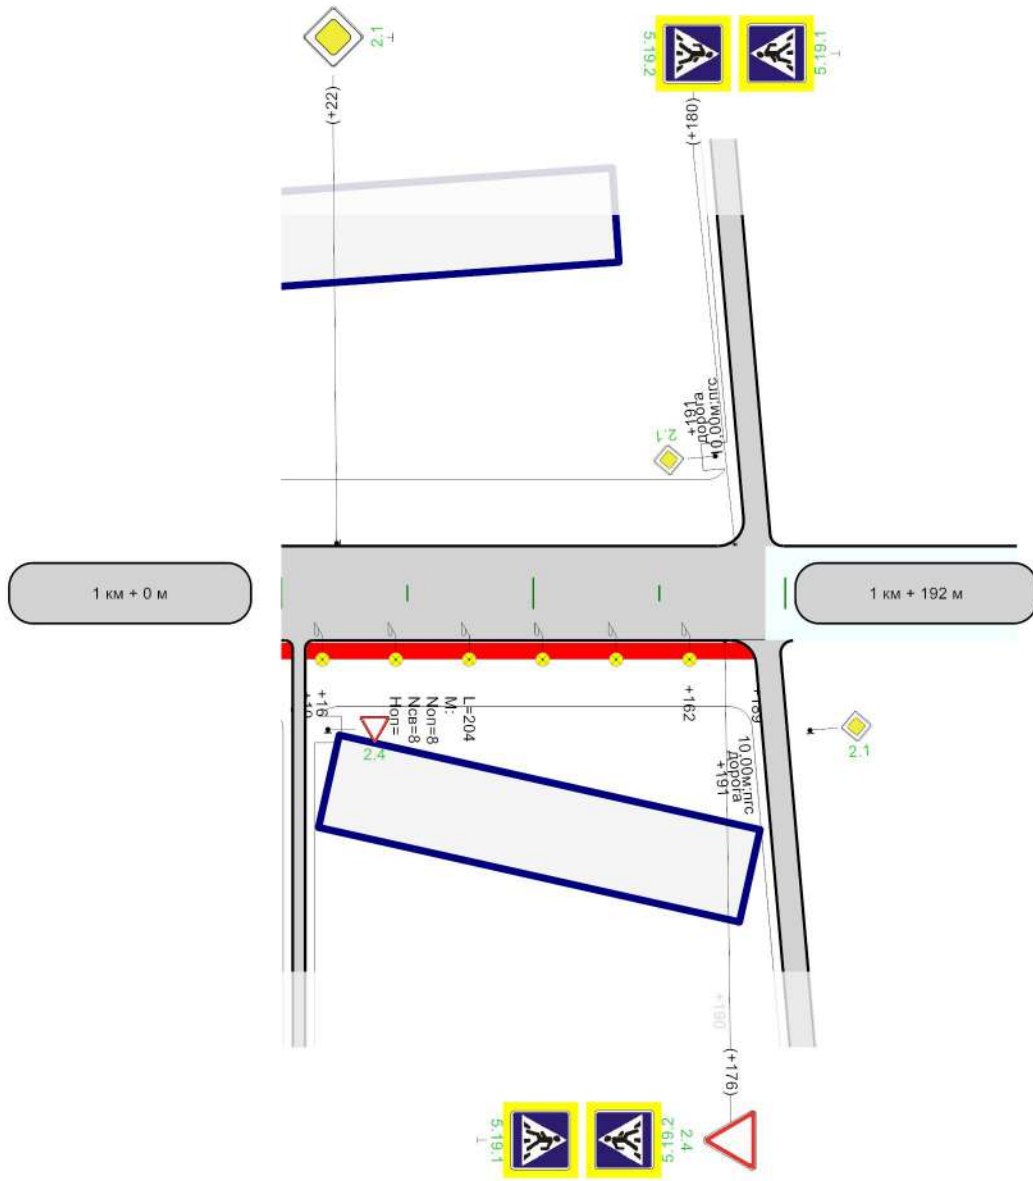 2.1
5.19.2
5.19.1
(+22)
(+180)
+191
дорога
10,00м;пгс
2.1
1 км + 0 м
1 км + 192 м
+16
L=204
М:
Nоп=8
Nсв=8
Hоп=
+162
+189
2.4
2.1
10,00м;пгс
дорога
+191
+190
(+176)
5.19.1
5.19.2
2.4